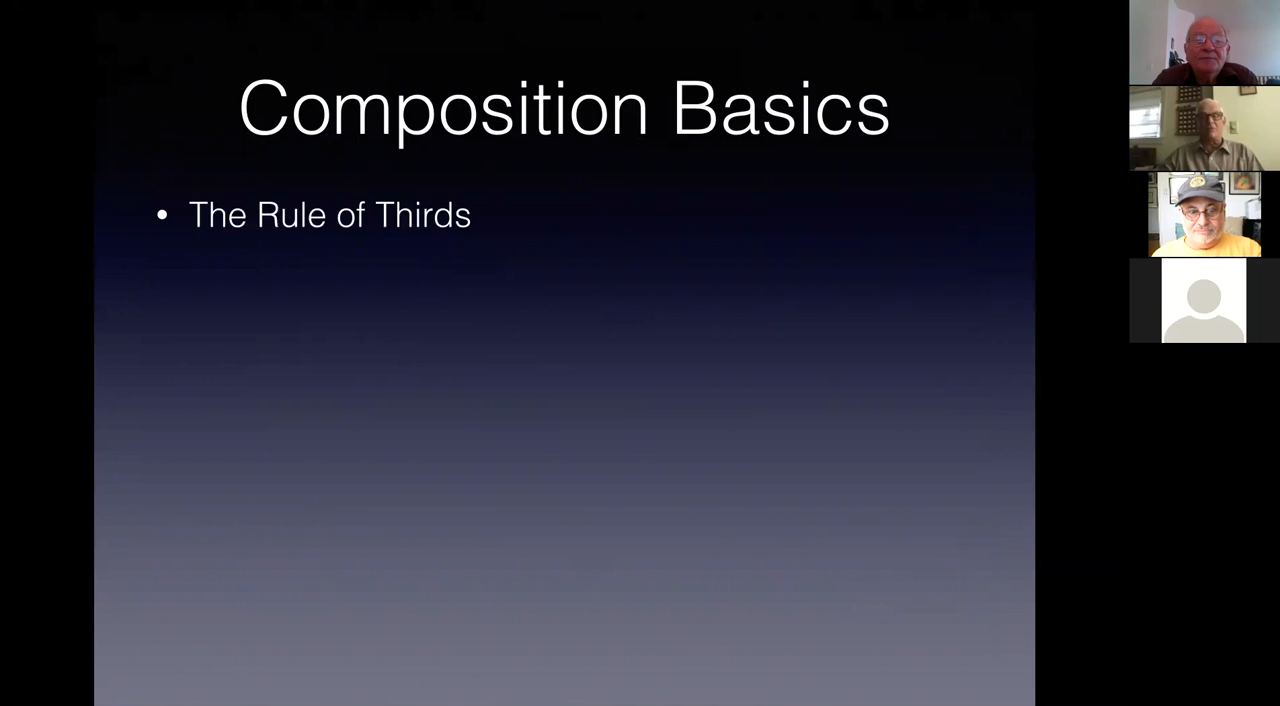 Composition Basics
• The Rule of Thirds